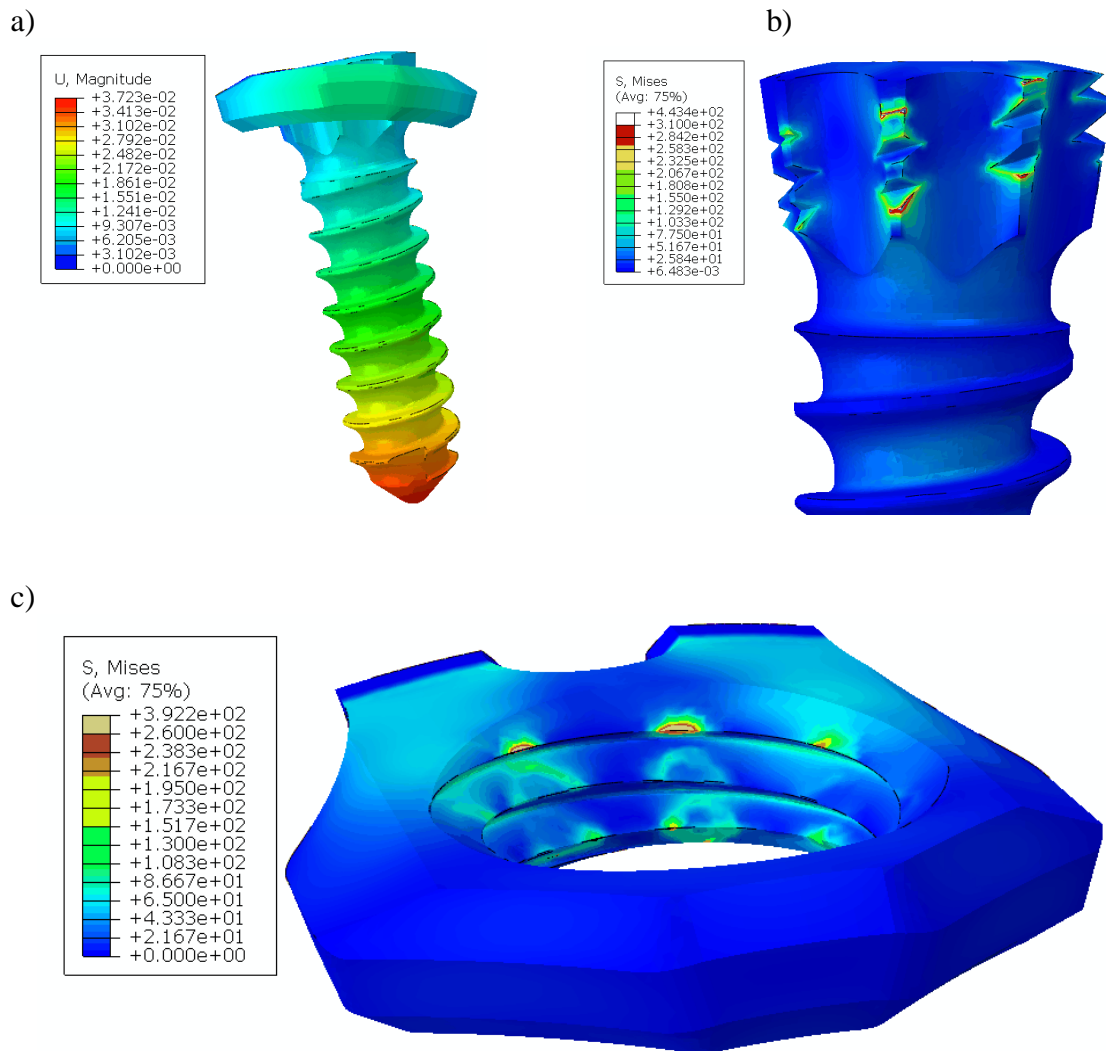 a)
b)
U, Magnitude
+3.723e-02
+3.413e-02
+3.102e-02
+2.792e-02
+2.482e-02
+2.172e-02
+1.861e-02
+1.551e-02
+1.241e-02
+9.307e-03
+6.205e-03
+3.102e-03
+0.000e+00
S, Mises
(Avg: 75%)
+4.434e+02
+3.100e+02
+2.842e+02
+2.583e+02
+2.325e+02
+2.067e+02
+1.808e+02
+1.550e+02
+1.292e+02
+1.033e+02
+7.750e+01
+5.167e+01
+2.584e+01
+6.483e-03
c)
S, Mises
(Avg: 75%)
+3.922e+02
+2.600e+02
+2.383e+02
+2.167e+02
+1.950e+02
+1.733e+02
+1.517e+02
+1.300e+02
+1.083e+02
+8.667e+01
+6.500e+01
+4.333e+01
+2.167e+01
+0.000e+00